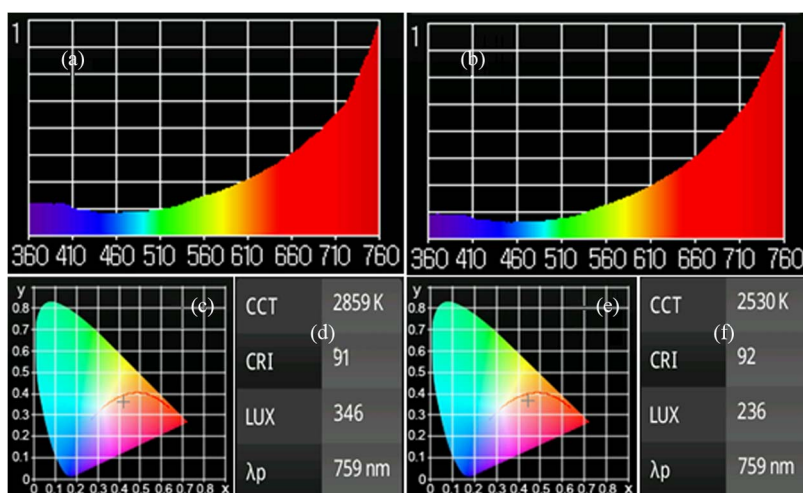 1
(a)
360 410 460 510 560 610 660 710 760
1
(b)
360 410 460 510 560 610 660 710 760
y
0.8
0.7
0.6
0.5
0.4
0.3
0.2
0.1
0
0 0.1 0.2 0.3 0.4 0.5 0.6 0.7 0.8 x
(c)
(d)
CCT 2859 K
CRI 91
LUX 346
λp 759 nm
y
0.8
0.7
0.6
0.5
0.4
0.3
0.2
0.1
0
0 0.1 0.2 0.3 0.4 0.5 0.6 0.7 0.8 x
(e)
(f)
CCT 2530 K
CRI 92
LUX 236
λp 759 nm